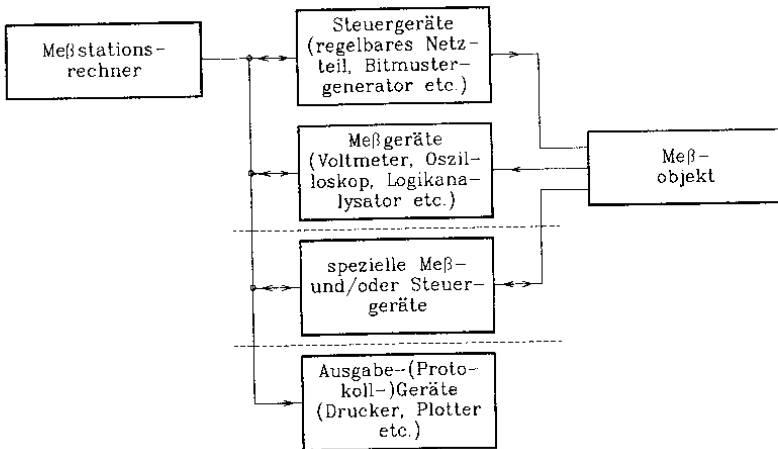 Meßstations-
rechner
Steuergeräte
(regelbares Netz-
teil, Bitmuster-
generator etc.)
Meßgeräte
(Voltmeter, Oszil-
loskop, Logikana-
lysator etc.)
Meß-
objekt
spezielle Meß-
und/oder Steuer-
geräte
Ausgabe-(Proto-
koll-)Geräte
(Drucker, Plotter
etc.)